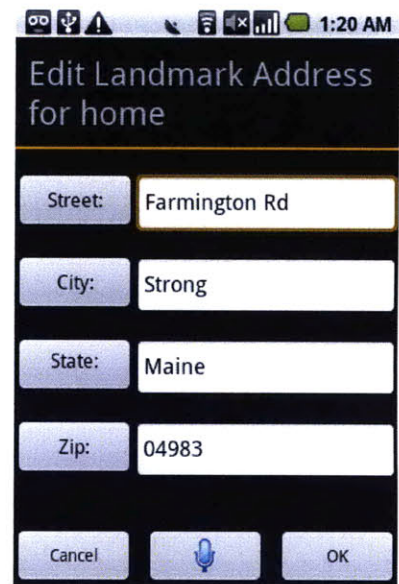 1:20 AM
Edit Landmark Address
for home
Street: Farmington Rd
City: Strong
State: Maine
Zip: 04983
Cancel OK